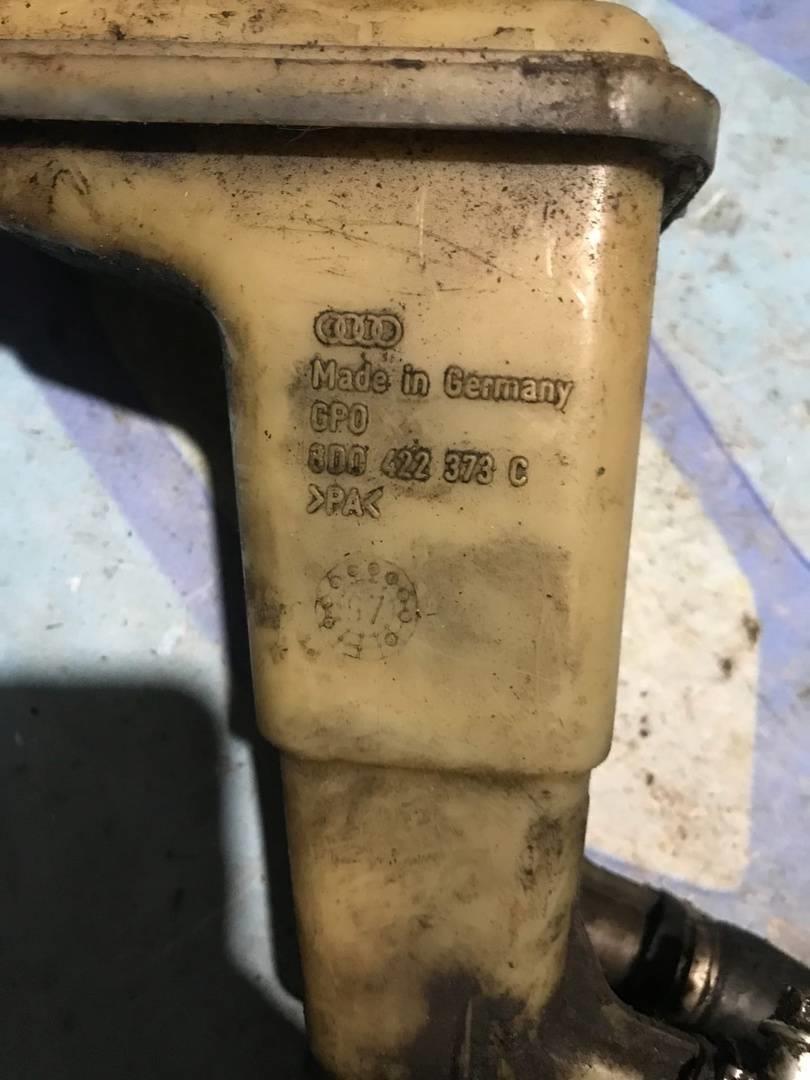 Made in Germany
GPO
8D0 422 373 C
>PA<